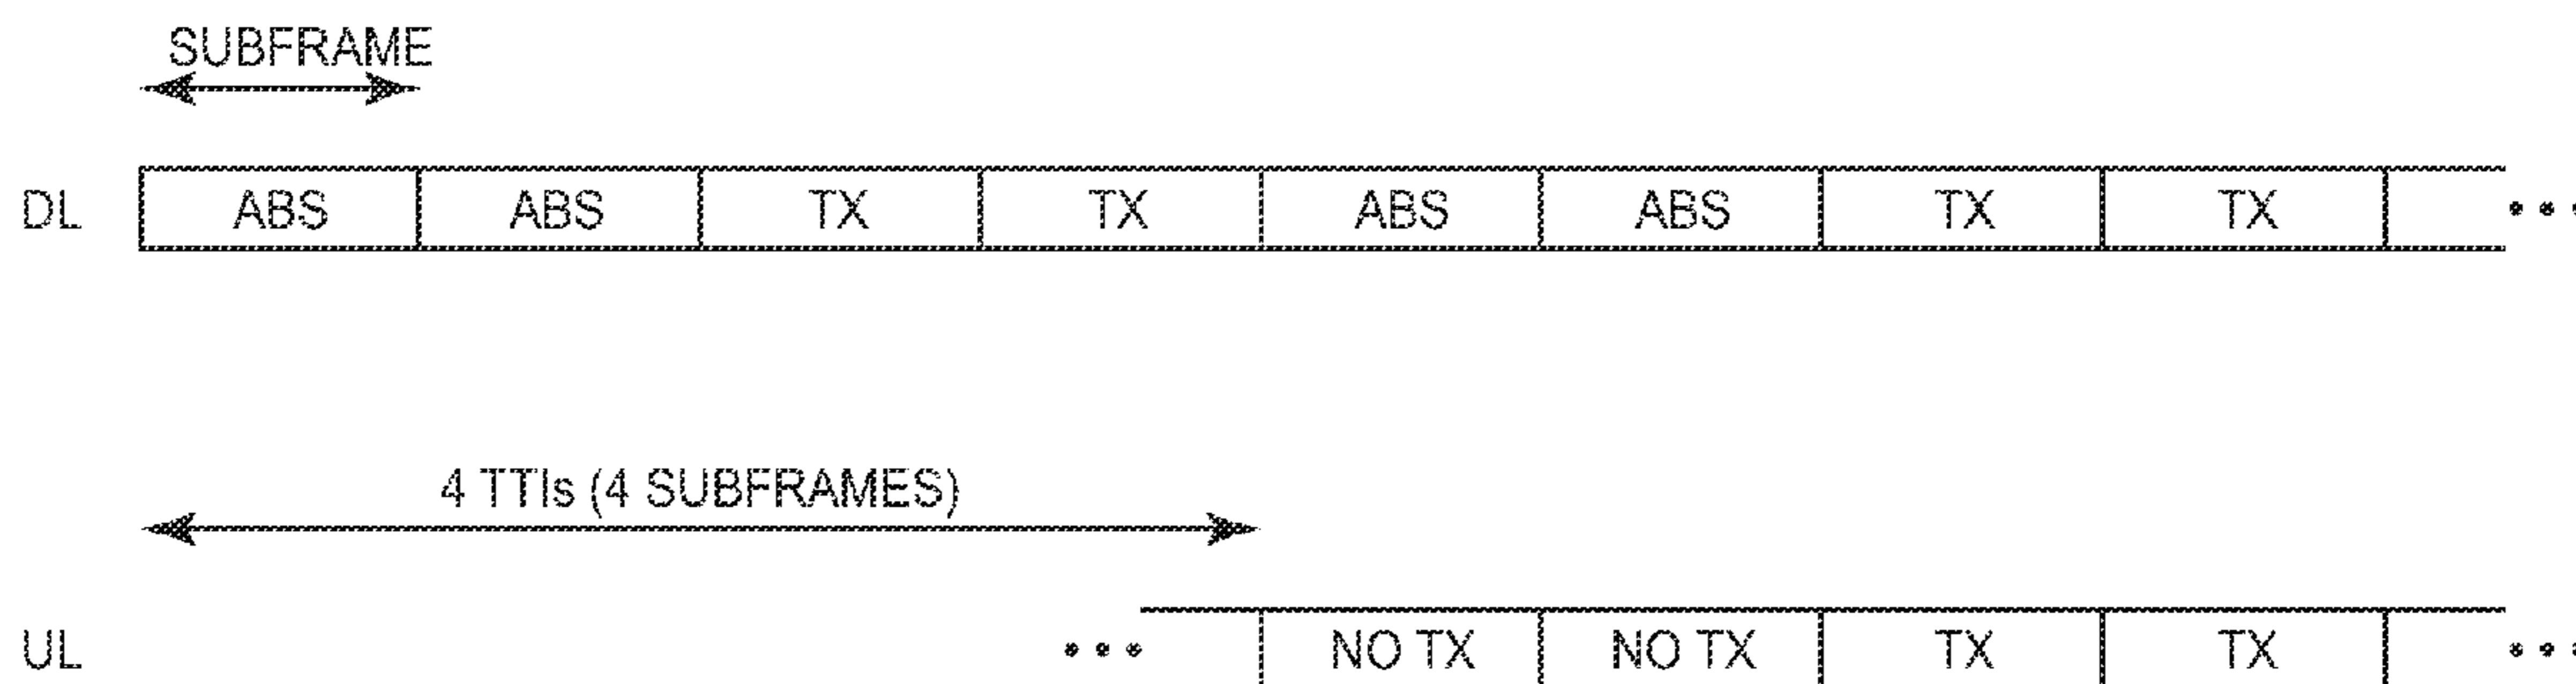 SUBFRAME
DL ABS ABS TX TX ABS ABS TX TX •••
4 TTIs (4 SUBFRAMES)
UL ••• NO TX NO TX TX TX •••